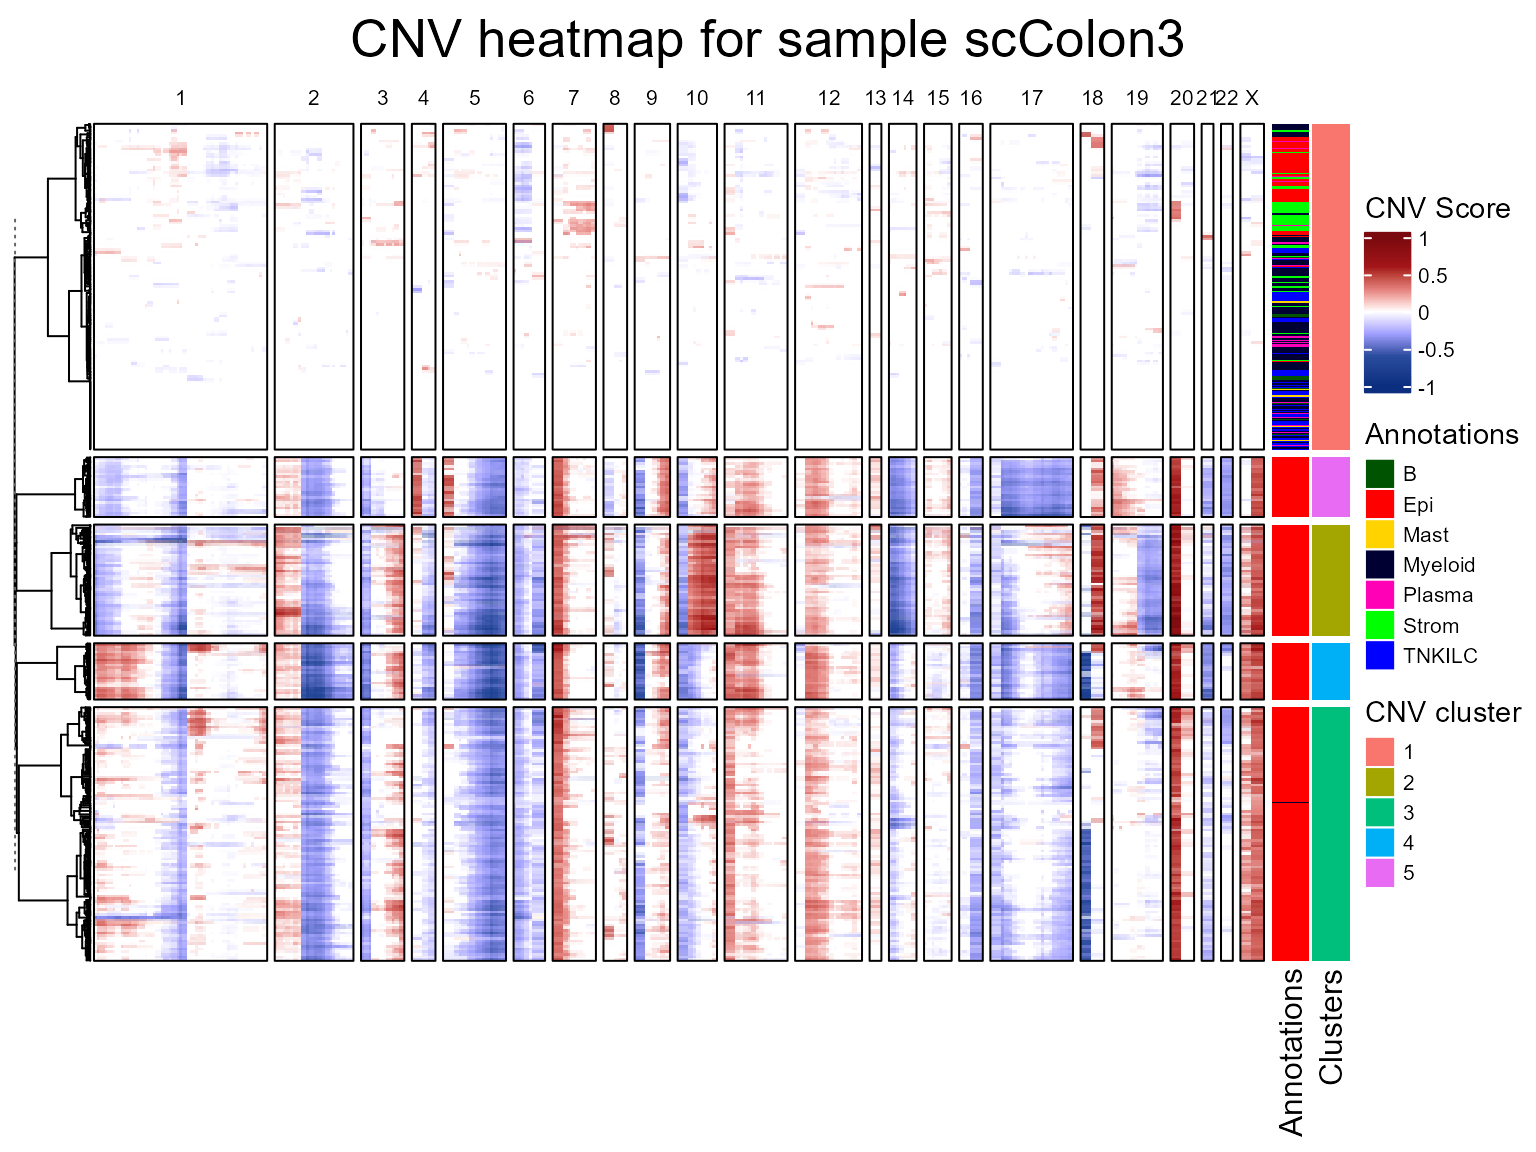 CNV heatmap for sample scColon3
1 2 3 4 5 6 7 8 9 10 11 12 13 14 15 16 17 18 19 20 21 22 X
CNV Score
1
0.5
0
-0.5
-1
Annotations
B
Epi
Mast
Myeloid
Plasma
Strom
TNKILC
CNV cluster
1
2
3
4
5
Annotations
Clusters